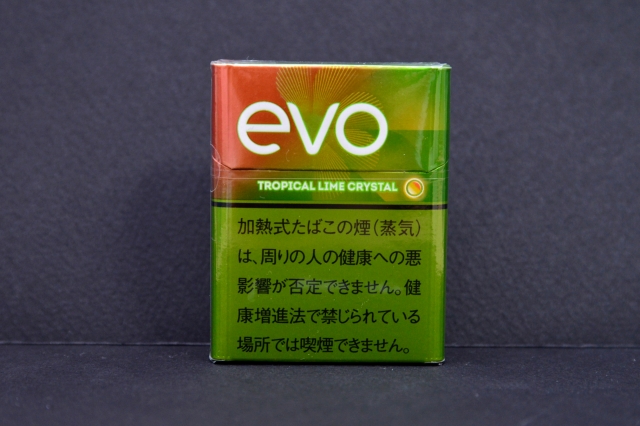 evo
TROPICAL LIME CRYSTAL
加熱式たばこの煙(蒸気)
は、周りの人の健康への悪
影響が否定できません。健
康増進法で禁じられている
場所では喫煙できません。